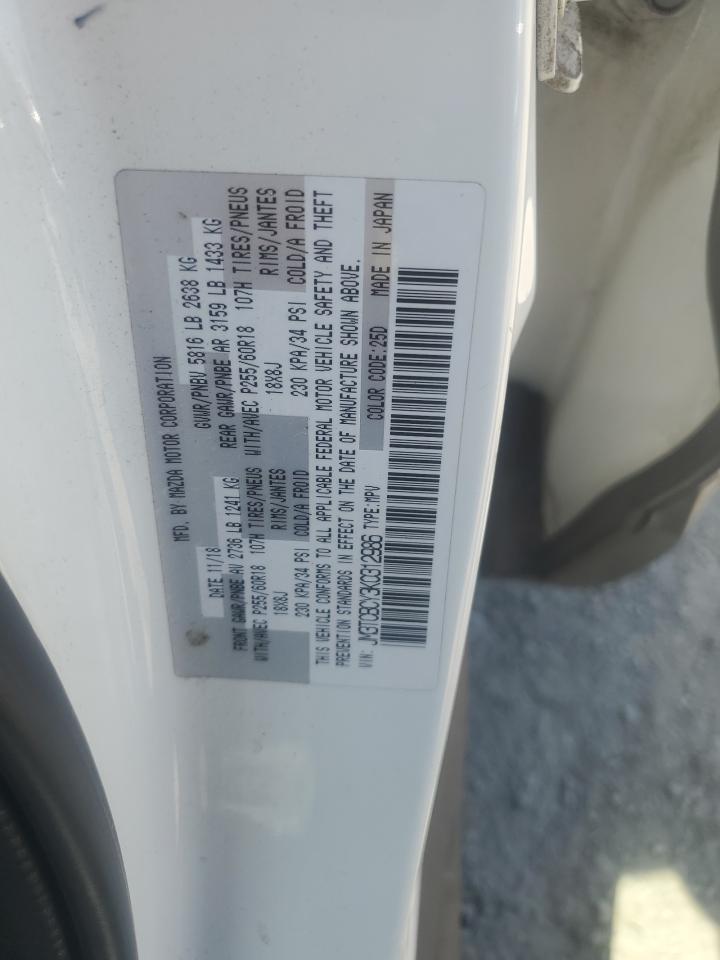 MFD. BY MAZDA MOTOR CORPORATION
DATE 11/18 GVWR/PNBV 5816 LB 2638 KG
FRONT GAWR/PNBE AV 2736 LB 1241 KG REAR GAWR/PNBE AR 3159 LB 1433 KG
WITH/AVEC P255/60R18 107H TIRES/PNEUS WITH/AVEC P255/60R18 107H TIRES/PNEUS
18X8J RIMS/JANTES 18X8J RIMS/JANTES
230 KPA/34 PSI COLD/A FROID 230 KPA/34 PSI COLD/A FROID
THIS VEHICLE CONFORMS TO ALL APPLICABLE FEDERAL MOTOR VEHICLE SAFETY AND THEFT
PREVENTION STANDARDS IN EFFECT ON THE DATE OF MANUFACTURE SHOWN ABOVE.
VIN: JM3TCBCY3K0312986 TYPE:MPV COLOR CODE:25D MADE IN JAPAN